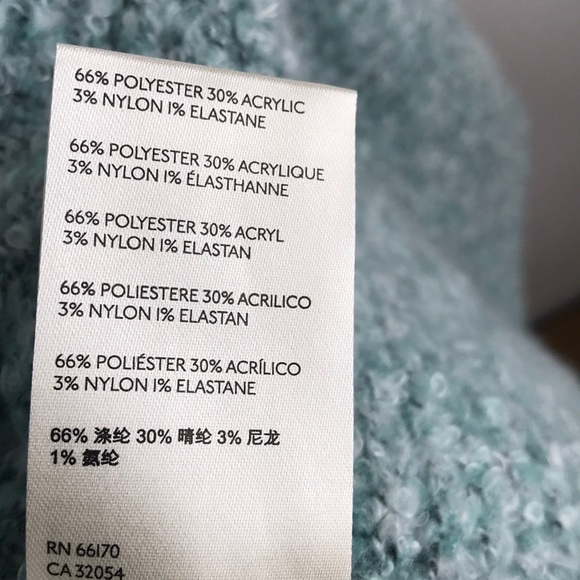 66% POLYESTER 30% ACRYLIC
3% NYLON 1% ELASTANE
66% POLYESTER 30% ACRYLIQUE
3% NYLON 1% ÉLASTHANNE
66% POLYESTER 30% ACRYL
3% NYLON 1% ELASTAN
66% POLIESTERE 30% ACRILICO
3% NYLON 1% ELASTAN
66% POLIÉSTER 30% ACRÍLICO
3% NYLON 1% ELASTANE
66% 涤纶 30% 晴纶 3% 尼龙
1% 氨纶
RN 66170
CA 32054